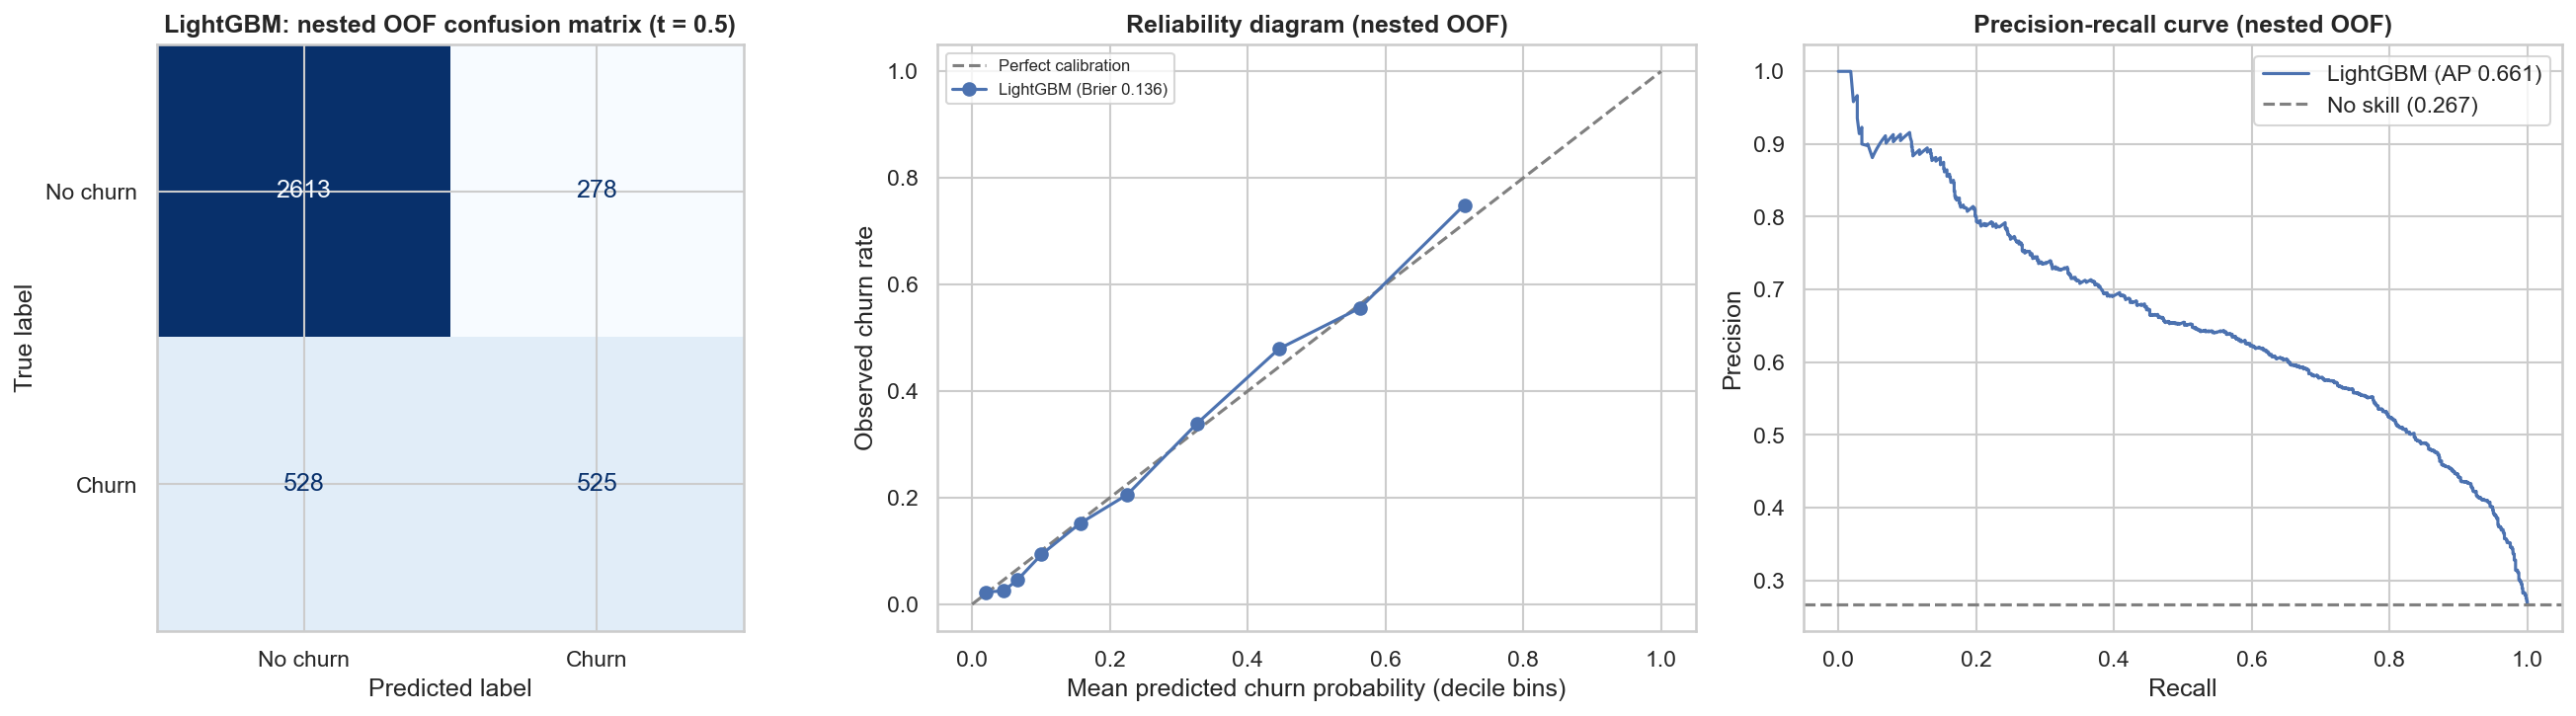 LightGBM: nested OOF confusion matrix (t = 0.5)
True label
No churn
Churn
2613
278
528
525
No churn
Churn
Predicted label
Reliability diagram (nested OOF)
Perfect calibration
LightGBM (Brier 0.136)
Observed churn rate
1.0
0.8
0.6
0.4
0.2
0.0
0.0
0.2
0.4
0.6
0.8
1.0
Mean predicted churn probability (decile bins)
Precision-recall curve (nested OOF)
LightGBM (AP 0.661)
No skill (0.267)
Precision
1.0
0.9
0.8
0.7
0.6
0.5
0.4
0.3
0.0
0.2
0.4
0.6
0.8
1.0
Recall